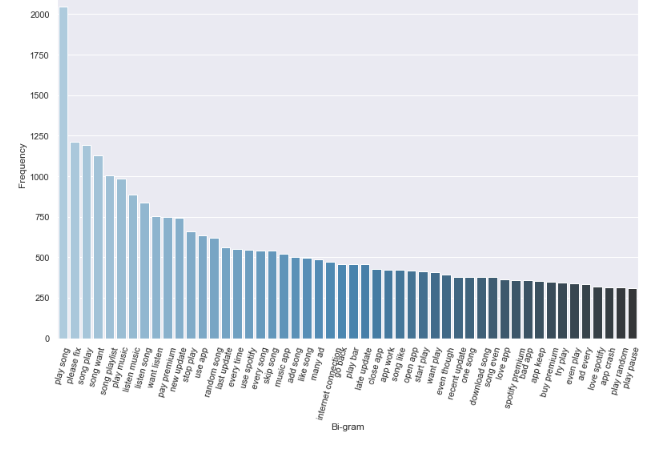 2000
1750
1500
1250
1000
750
500
250
0
Frequency
play song
please fix
song play
song want
song playlist
play music
listen music
listen song
want listen
pay premium
new update
stop play
use app
random song
last update
every time
use spotify
every song
skip song
music app
add song
like song
many ad
internet connection
go back
play bar
late update
close app
app work
song like
open app
start play
want play
even though
recent update
one song
download song
song even
love app
spotify premium
bad app
app keep
buy premium
try play
even play
ad every
love spotify
app crash
play random
play pause
Bi-gram